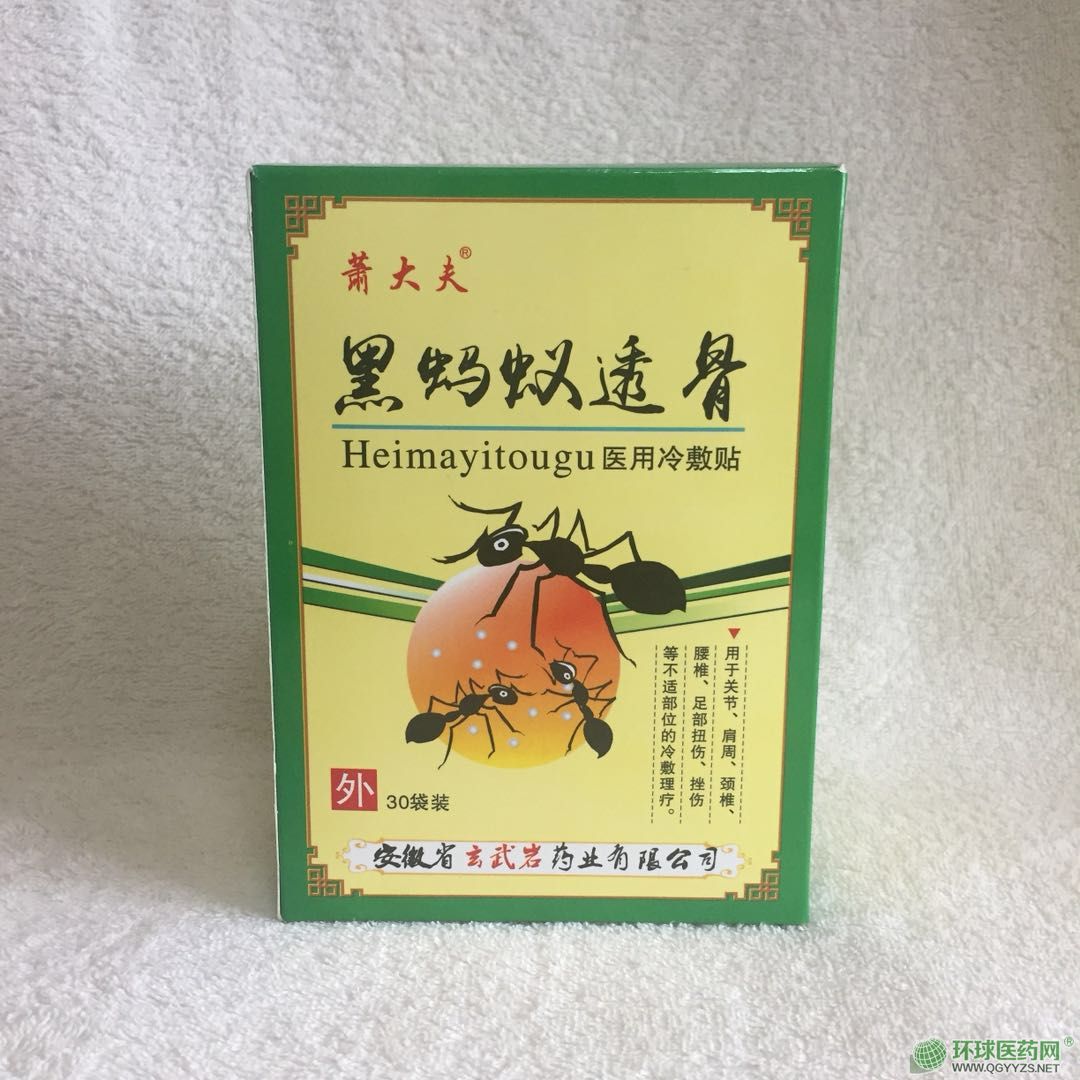 萧大夫®
黑蚂蚁透骨
Heimayitougu医用冷敷贴
▼用于关节、肩周、颈椎、
腰椎、足部扭伤、挫伤
等不适部位的冷敷理疗。
外 30袋装
安徽省玄武岩药业有限公司
环球医药网®
WWW.QGYYZS.NET